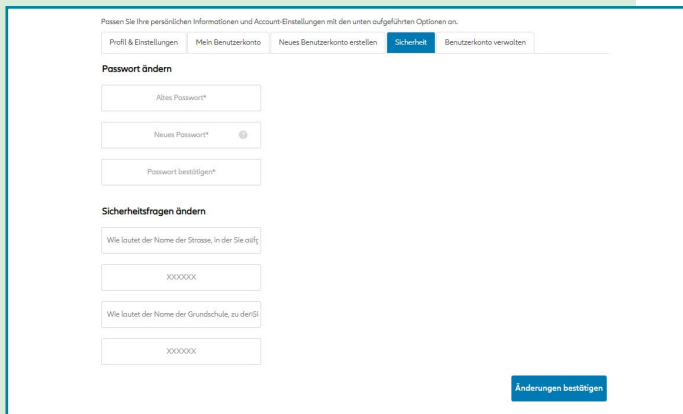 Passen Sie Ihre persönlichen Informationen und Account-Einstellungen mit den unten aufgeführten Optionen an.
Profil & Einstellungen Mein Benutzerkonto Neues Benutzerkonto erstellen Sicherheit Benutzerkonto verwalten
Passwort ändern
Altes Passwort*
Neues Passwort* ?
Passwort bestätigen*
Sicherheitsfragen ändern
Wie lautet der Name der Strasse, in der Sie
XXXXXX
Wie lautet der Name der Grundschule, zu der
XXXXXX
Änderungen bestätigen